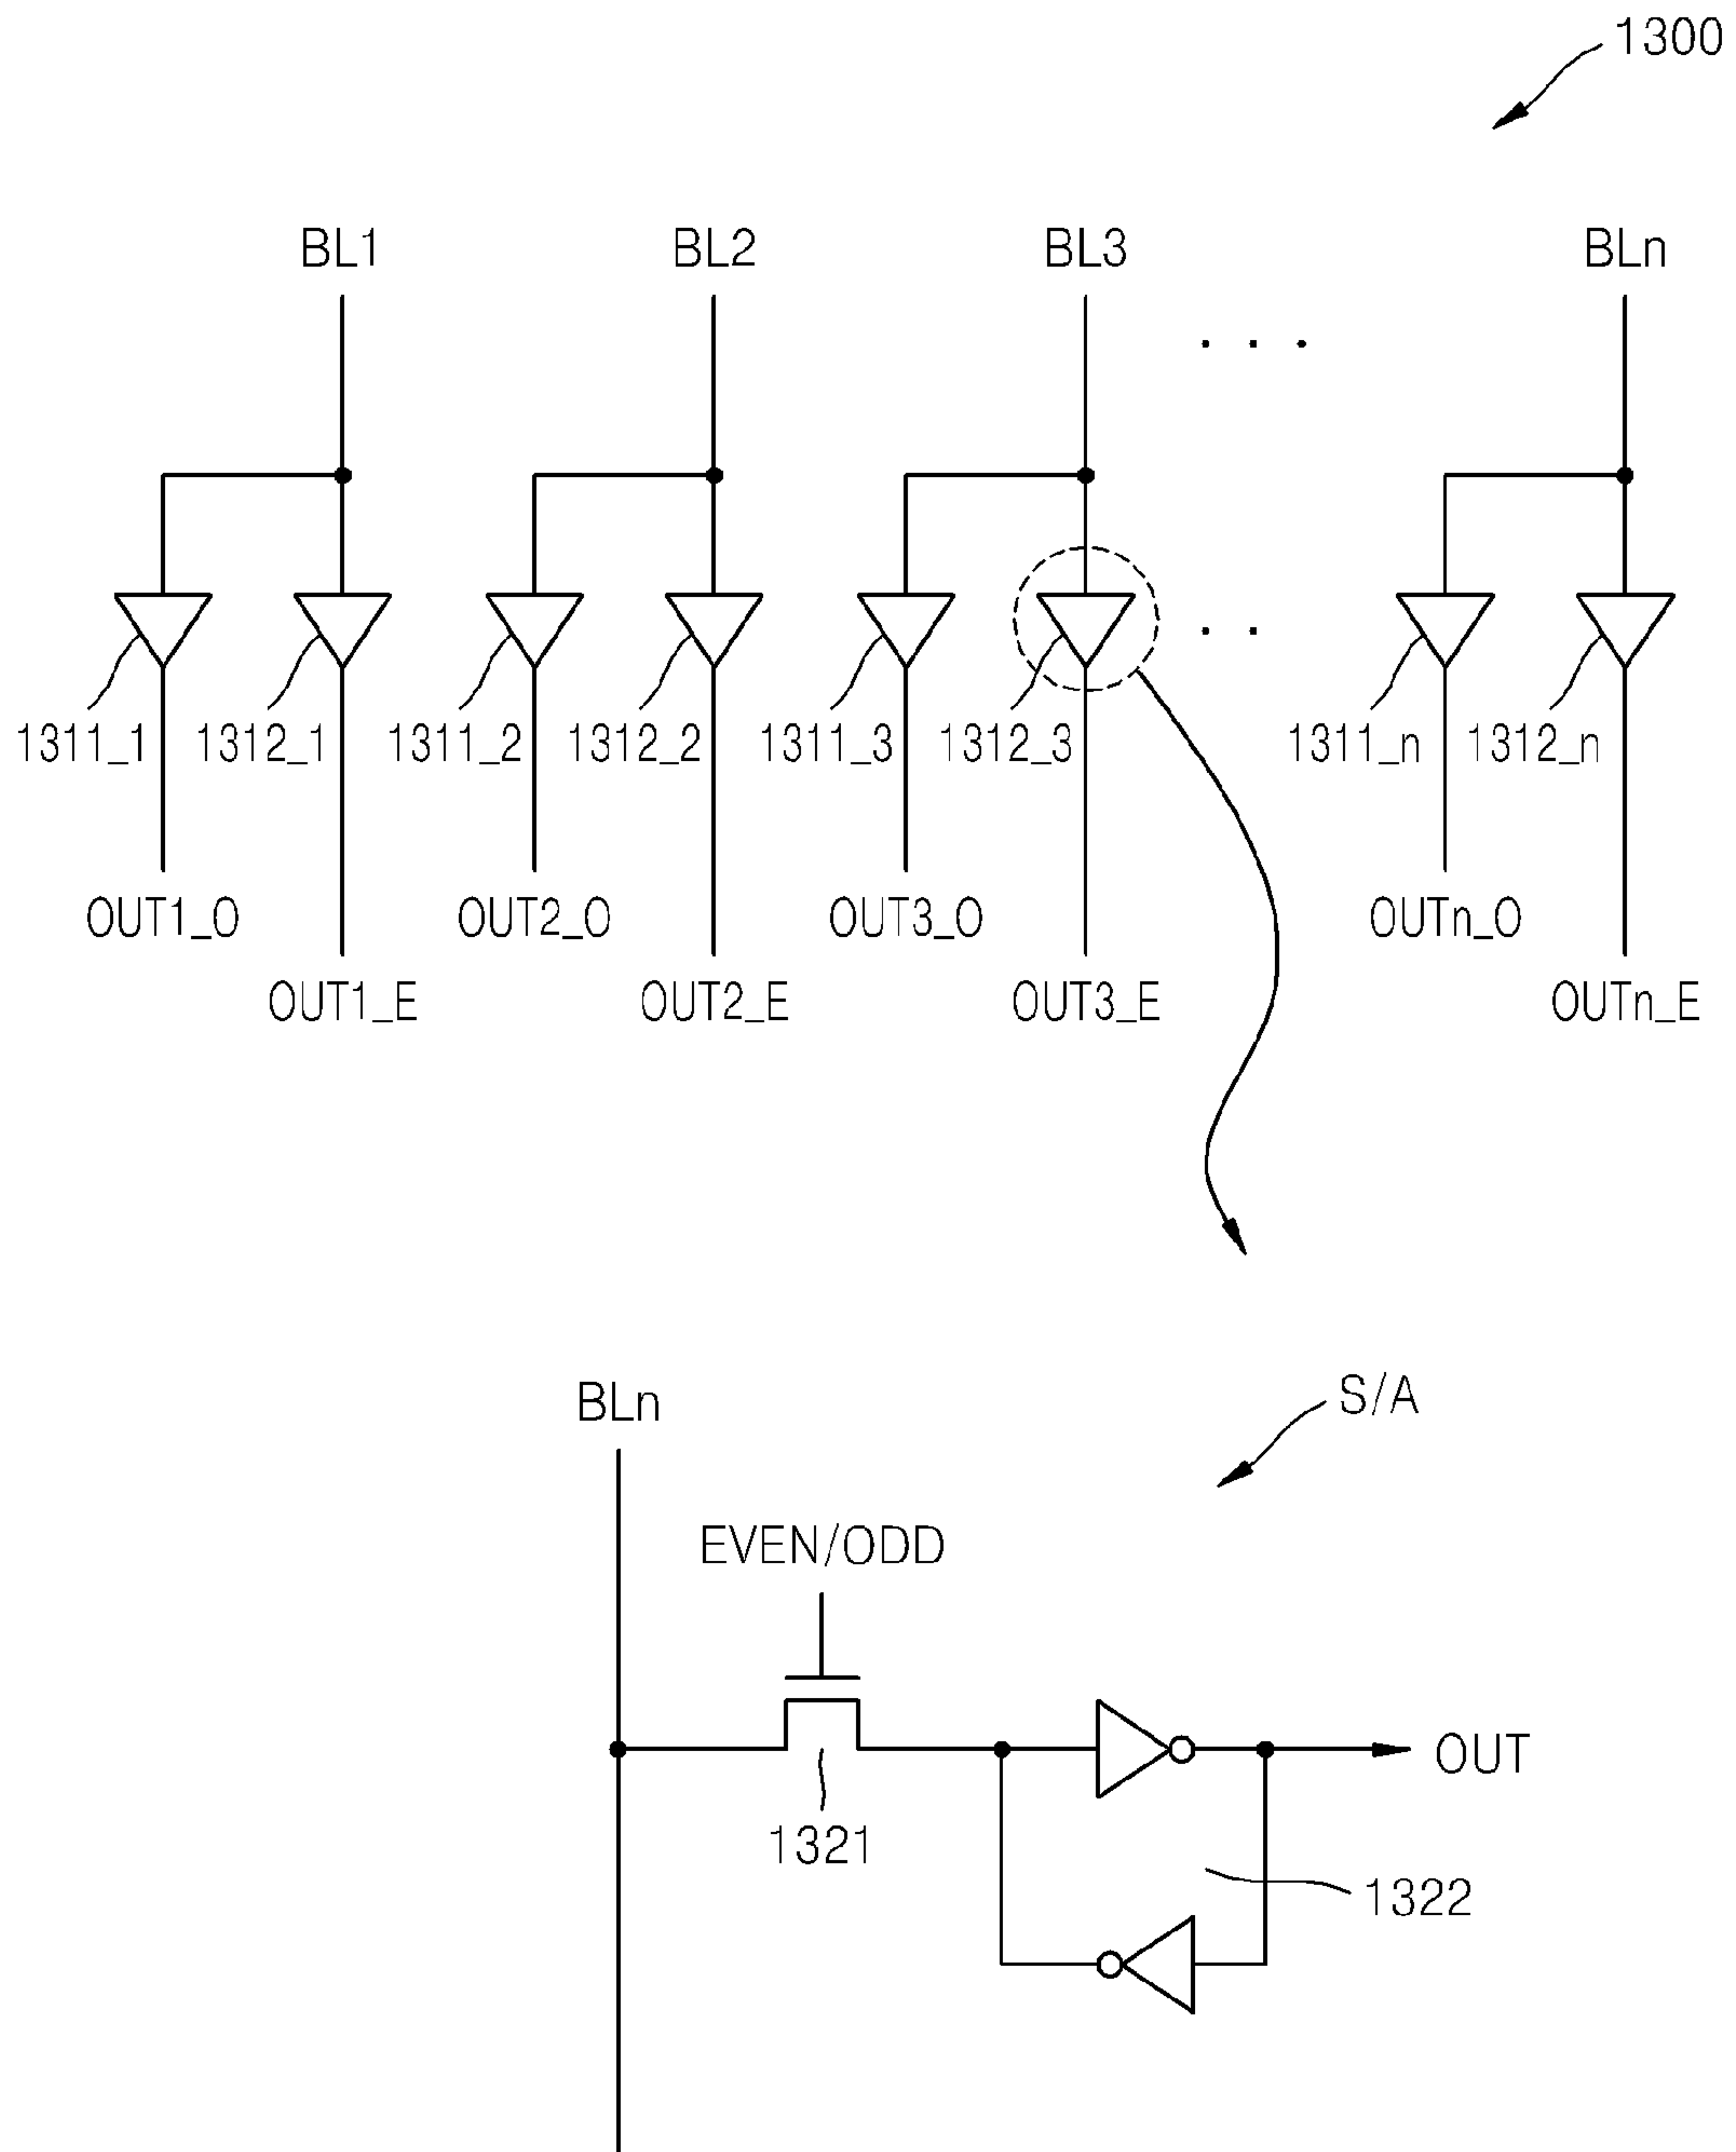 1300
BL1 BL2 BL3 BLn
1311_1 1312_1 1311_2 1312_2 1311_3 1312_3 1311_n 1312_n
OUT1_O OUT2_O OUT3_O OUTn_O
OUT1_E OUT2_E OUT3_E OUTn_E
BLn
S/A
EVEN/ODD
OUT
1321
1322